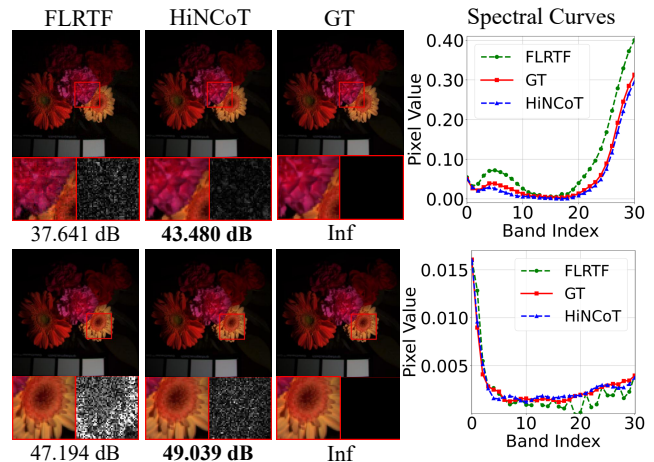 FLRTF HiNCoT GT Spectral Curves
37.641 dB 43.480 dB Inf
Pixel Value
0.40
0.30
0.20
0.10
0.00
0 10 20 30
Band Index
FLRTF
GT
HiNCoT
47.194 dB 49.039 dB Inf
Pixel Value
0.015
0.010
0.005
0 10 20 30
Band Index
FLRTF
GT
HiNCoT